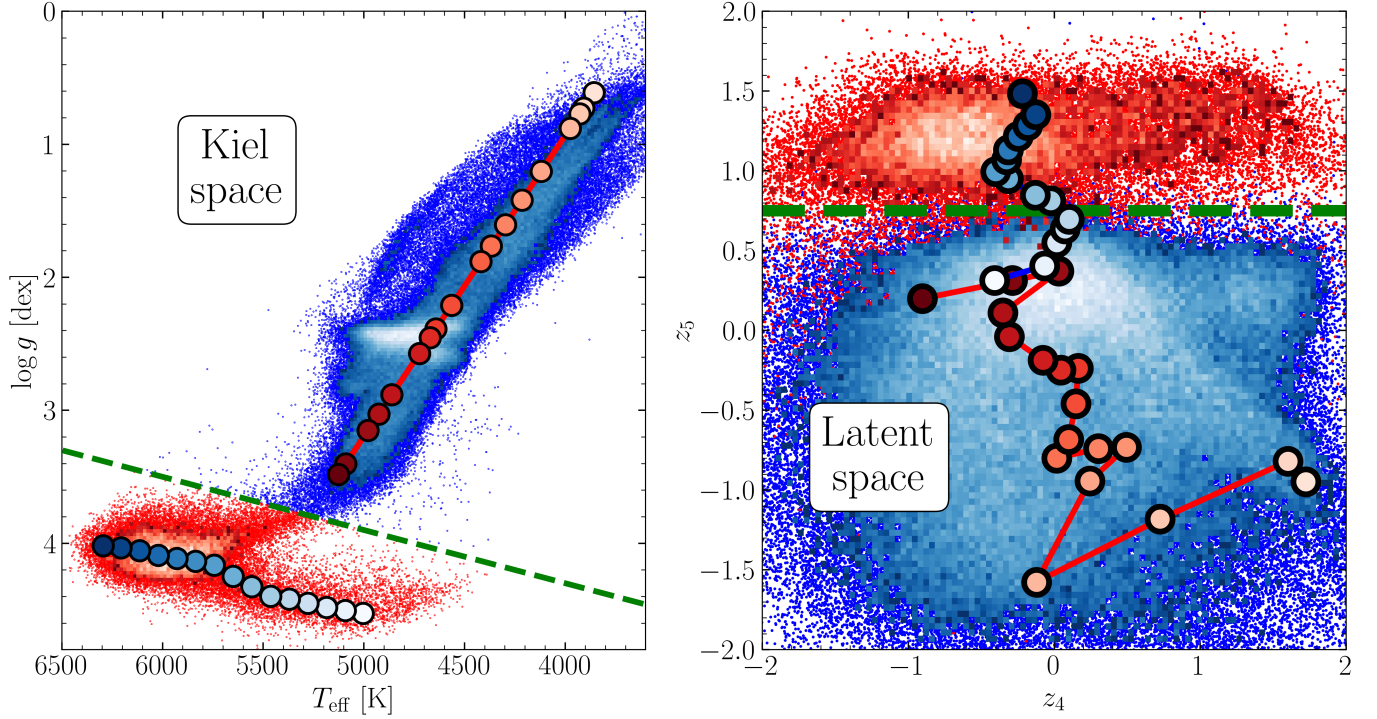 0
1
2
3
4
log g [dex]
Kiel
space
6500 6000 5500 5000 4500 4000
T_eff [K]
2.0
1.5
1.0
0.5
0.0
−0.5
−1.0
−1.5
−2.0
z_5
Latent
space
−2 −1 0 1 2
z_4